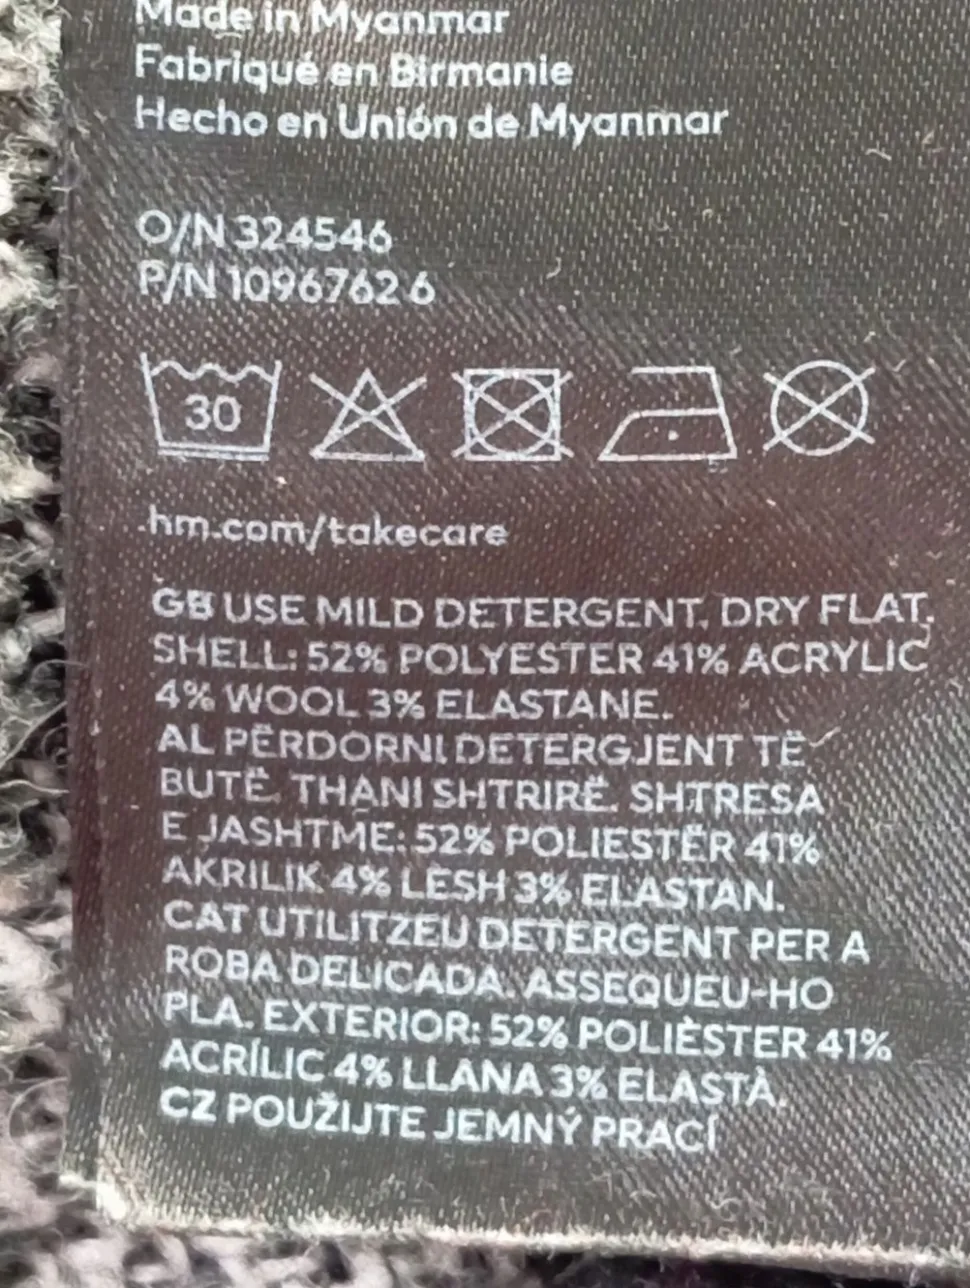 Made in Myanmar
Fabriqué en Birmanie
Hecho en Unión de Myanmar
O/N 324546
P/N 10967626
30
hm.com/takecare
GB USE MILD DETERGENT. DRY FLAT.
SHELL: 52% POLYESTER 41% ACRYLIC
4% WOOL 3% ELASTANE.
AL PËRDORNI DETERGJENT TË
BUTË. THANI SHTRIRË. SHTRESA
E JASHTME: 52% POLIESTËR 41%
AKRILIK 4% LESH 3% ELASTAN.
CAT UTILITZEU DETERGENT PER A
ROBA DELICADA. ASSEQUEU-HO
PLA. EXTERIOR: 52% POLIÈSTER 41%
ACRÍLIC 4% LLANA 3% ELASTÀ.
CZ POUŽIJTE JEMNÝ PRACÍ